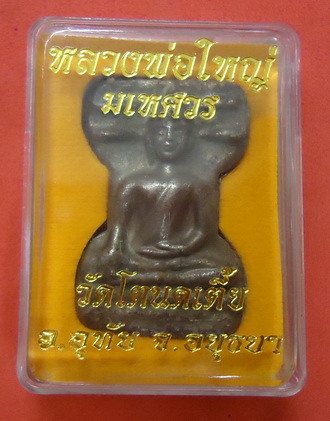 หลวงพ่อใหญ่
มเหศวร
วัดโตนดเตี้ย
อ.อุทัย จ.อยุธยา